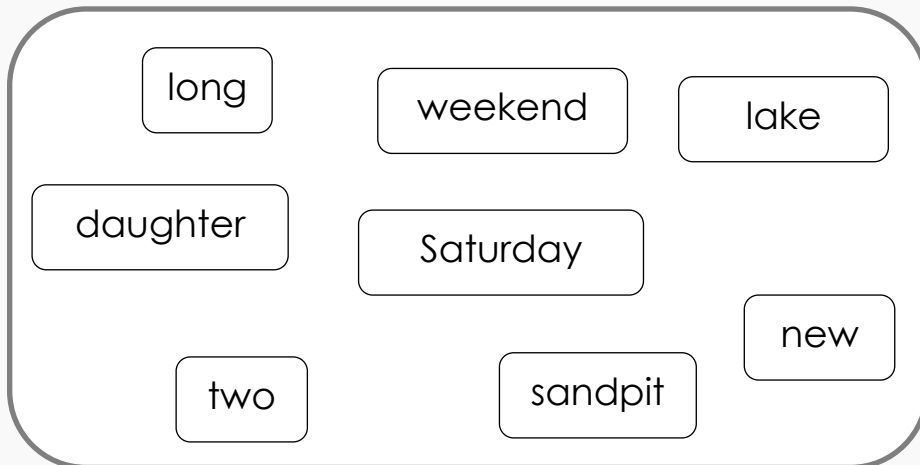 long
weekend
lake
daughter
Saturday
new
two
sandpit